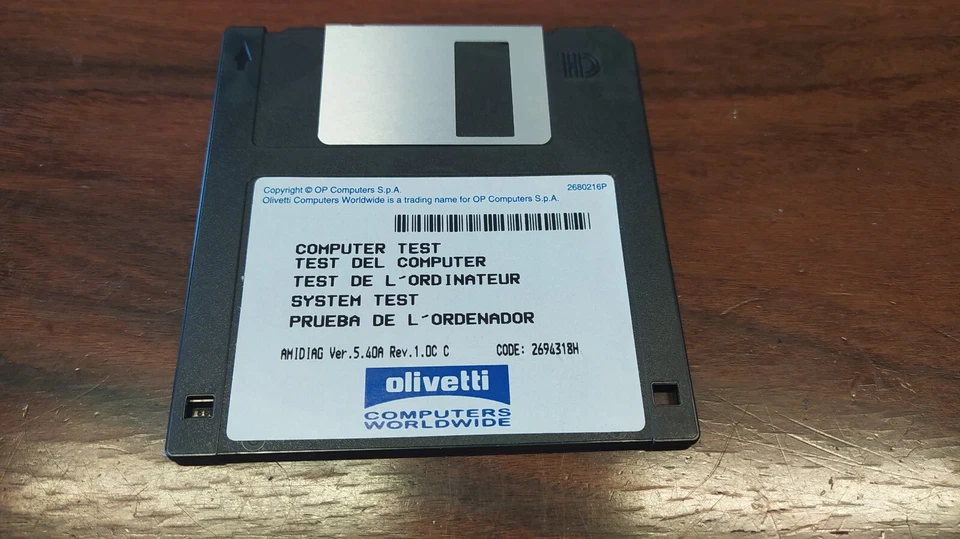 HD
Copyright © OP Computers S.p.A. 2680216P
Olivetti Computers Worldwide is a trading name for OP Computers S.p.A.
COMPUTER TEST
TEST DEL COMPUTER
TEST DE L´ORDINATEUR
SYSTEM TEST
PRUEBA DE L´ORDENADOR
AMIDIAG Ver.5.40A Rev.1.0C C CODE: 2694318H
olivetti
COMPUTERS
WORLDWIDE